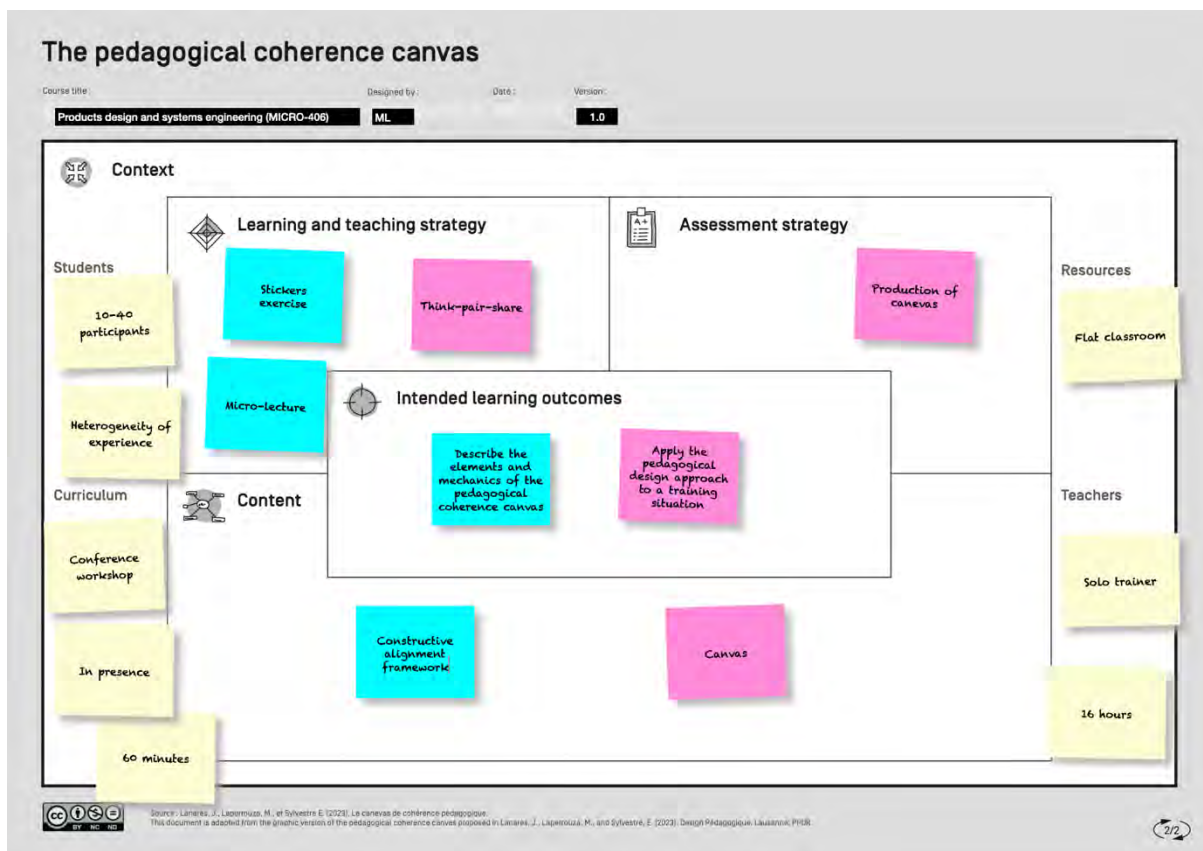 The pedagogical coherence canvas
Course title :
Designed by :
Date :
Version :
Products design and systems engineering (MICRO-406)
ML
1.0
Context
Learning and teaching strategy
Assessment strategy
Students
Resources
Stickers
exercise
Think-pair-share
Production of
canevas
10-40
participants
Flat classroom
Micro-lecture
Intended learning outcomes
Heterogeneity of
experience
Describe the
elements and
mechanics of the
pedagogical
coherence canvas
Apply the
pedagogical
design approach
to a training
situation
Curriculum
Content
Teachers
Conference
workshop
Solo trainer
Constructive
alignment
framework
Canvas
In presence
16 hours
60 minutes
cc
BY NC ND
Source : Lanarès, J., Laperrouza, M., et Sylvestre E. (2023). Le canevas de cohérence pédagogique.
This document is adapted from the graphic version of the pedagogical coherence canvas proposed in Lanarès, J., Laperrouza, M., and Sylvestre, E. (2023). Design Pédagogique. Lausanne, PPUR
2/2